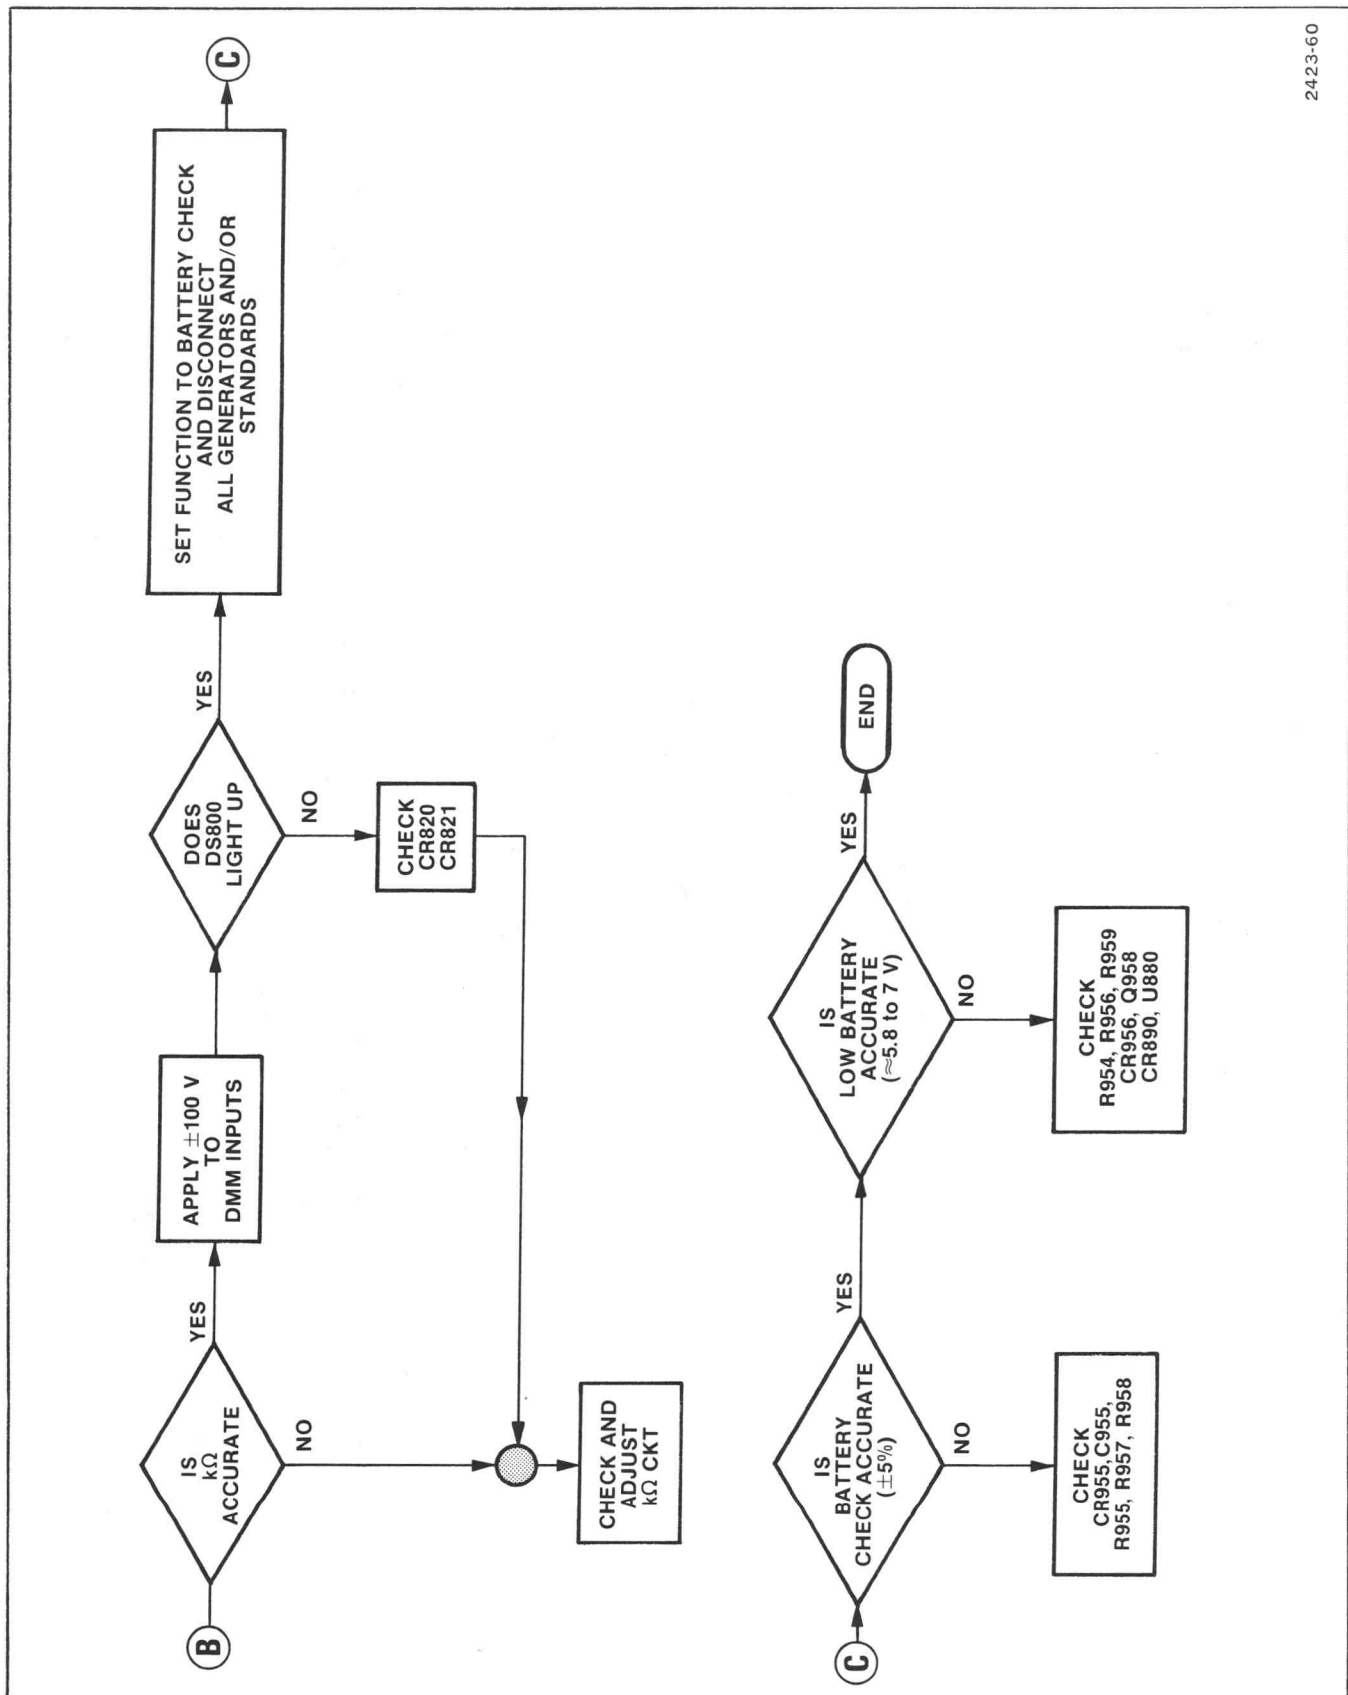 B
IS
kΩ
ACCURATE
YES
NO
APPLY ±100 V
TO
DMM INPUTS
DOES
DS800
LIGHT UP
YES
NO
CHECK
CR820
CR821
CHECK AND
ADJUST
kΩ CKT
SET FUNCTION TO BATTERY CHECK
AND DISCONNECT
ALL GENERATORS AND/OR
STANDARDS
C
C
IS
BATTERY
CHECK ACCURATE
(±5%)
YES
NO
CHECK
CR955,C955,
R955, R957, R958
IS
LOW BATTERY
ACCURATE
(≈5.8 to 7 V)
YES
NO
CHECK
R954, R956, R959
CR956, Q958
CR890, U880
END
2423-60